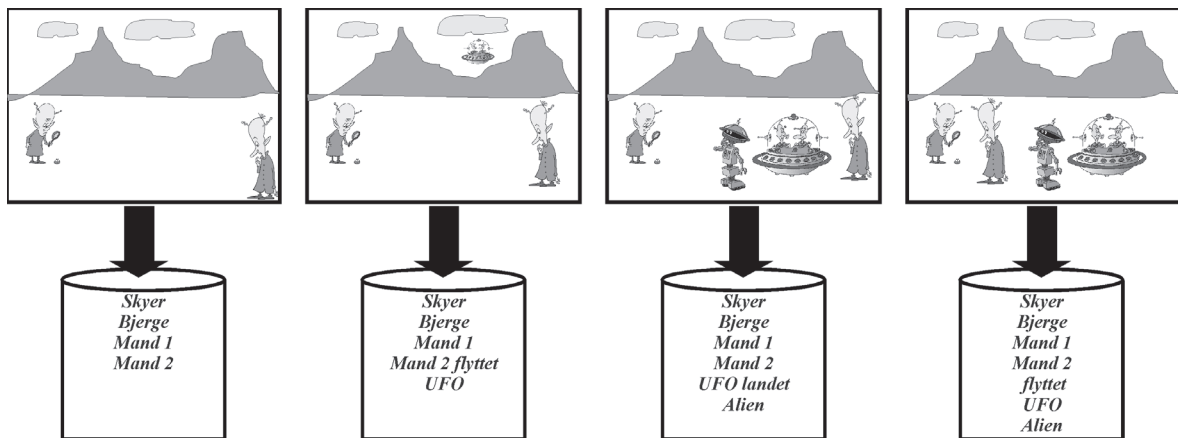 Skyer
Bjerge
Mand 1
Mand 2
Skyer
Bjerge
Mand 1
Mand 2 flyttet
UFO
Skyer
Bjerge
Mand 1
Mand 2
UFO landet
Alien
Skyer
Bjerge
Mand 1
Mand 2
flyttet
UFO
Alien